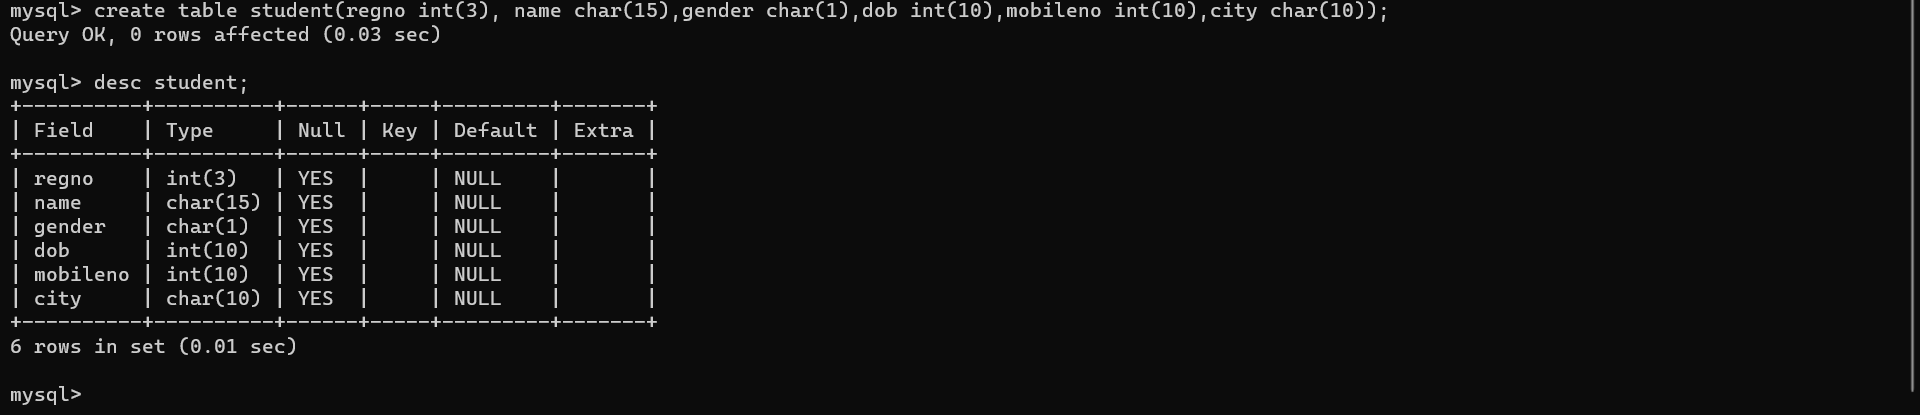 mysql> create table student(regno int(3), name char(15),gender char(1),dob int(10),mobileno int(10),city char(10));
Query OK, 0 rows affected (0.03 sec)
mysql> desc student;
+----------+----------+------+-----+---------+-------+
| Field    | Type     | Null | Key | Default | Extra |
+----------+----------+------+-----+---------+-------+
| regno    | int(3)   | YES  |     | NULL    |       |
| name     | char(15) | YES  |     | NULL    |       |
| gender   | char(1)  | YES  |     | NULL    |       |
| dob      | int(10)  | YES  |     | NULL    |       |
| mobileno | int(10)  | YES  |     | NULL    |       |
| city     | char(10) | YES  |     | NULL    |       |
+----------+----------+------+-----+---------+-------+
6 rows in set (0.01 sec)
mysql>